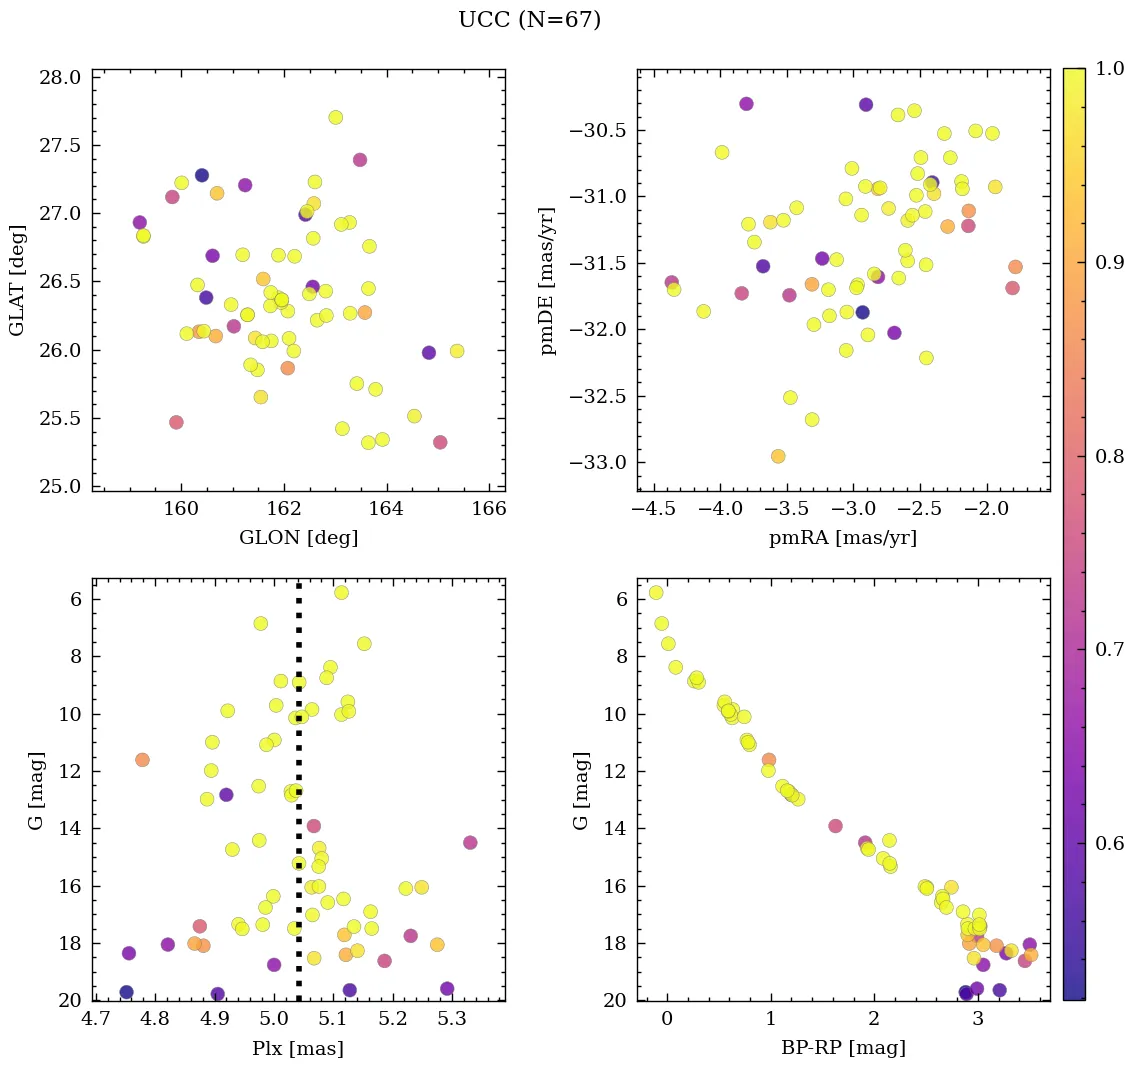 UCC (N=67)
28.0
27.5
27.0
26.5
26.0
25.5
25.0
GLAT [deg]
160 162 164 166
GLON [deg]
−30.5
−31.0
−31.5
−32.0
−32.5
−33.0
pmDE [mas/yr]
−4.5 −4.0 −3.5 −3.0 −2.5 −2.0
pmRA [mas/yr]
6
8
10
12
14
16
18
20
G [mag]
4.7 4.8 4.9 5.0 5.1 5.2 5.3
Plx [mas]
6
8
10
12
14
16
18
20
G [mag]
0 1 2 3
BP-RP [mag]
1.0
0.9
0.8
0.7
0.6